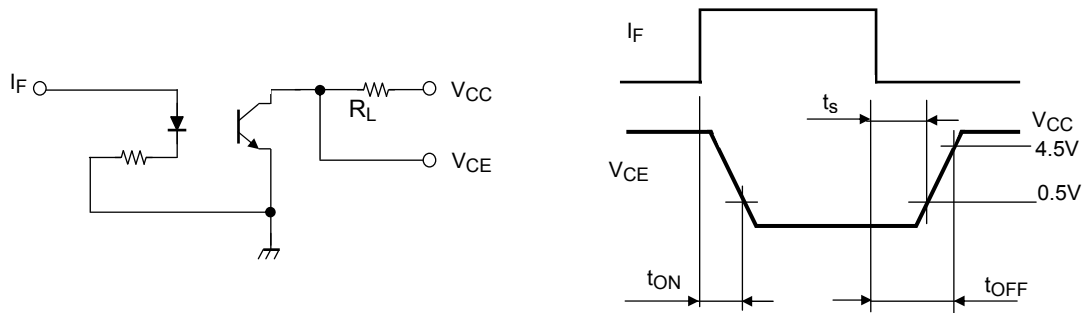 IF
RL
VCC
VCE
IF
ts
VCC
4.5V
VCE
0.5V
tON
tOFF